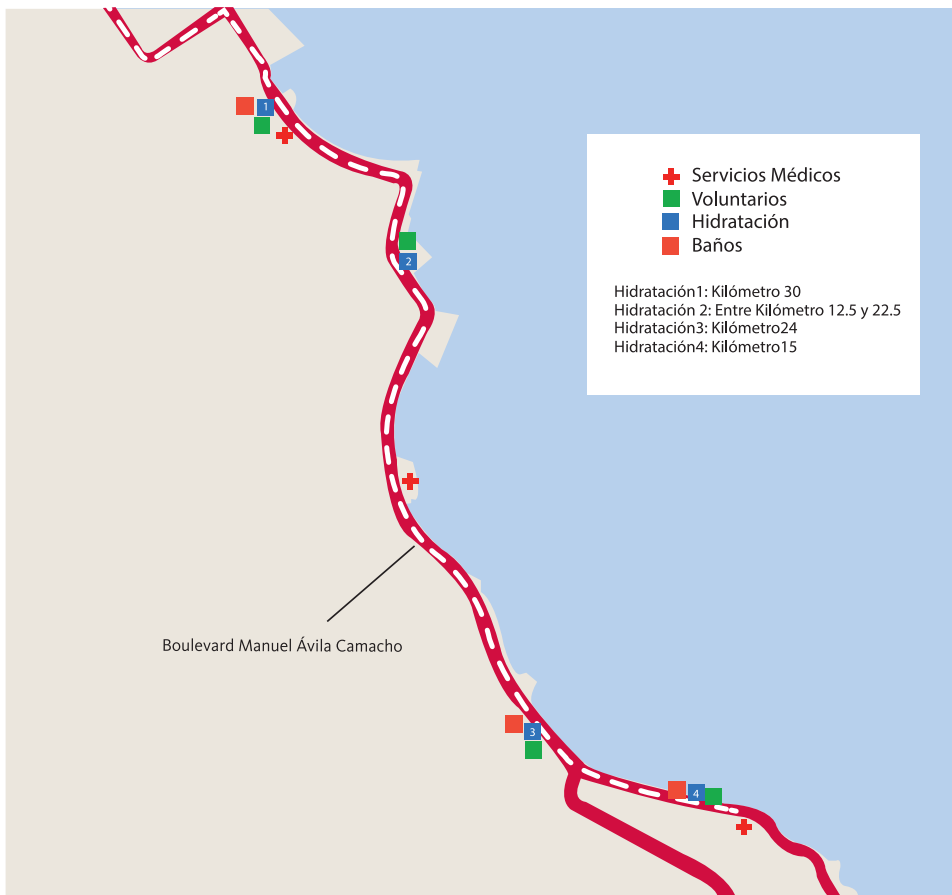 1
Servicios Médicos
Voluntarios
Hidratación
Baños
2
Hidratación1: Kilómetro 30
Hidratación 2: Entre Kilómetro 12.5 y 22.5
Hidratación3: Kilómetro24
Hidratación4: Kilómetro15
Boulevard Manuel Ávila Camacho
3
4